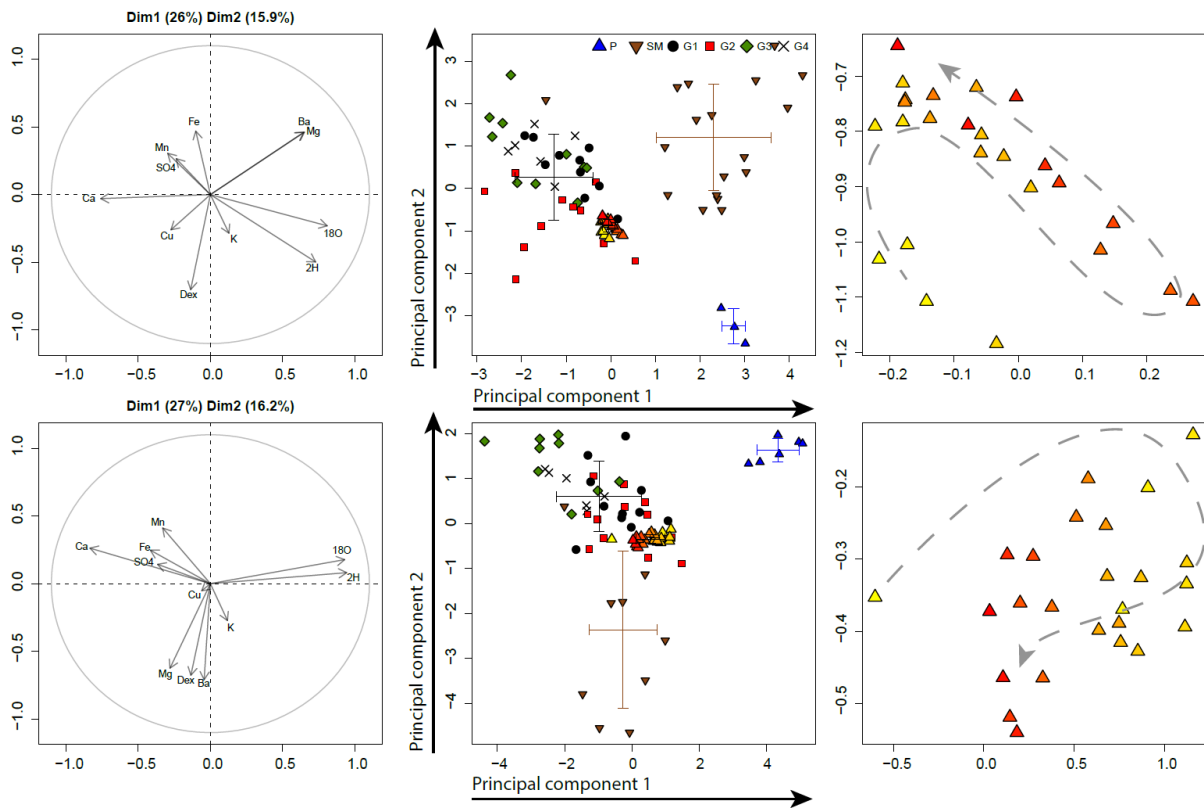 Dim1 (26%) Dim2 (15.9%)
1.0
0.5
0.0
−0.5
−1.0
Fe
Ba
Mg
Mn
SO4
Ca
Cu
K
18O
2H
Dex
−1.0 −0.5 0.0 0.5 1.0
Principal component 2
3
2
1
0
−1
−2
−3
P SM G1 G2 G3 G4
−3 −2 −1 0 1 2 3 4
Principal component 1
−0.7
−0.8
−0.9
−1.0
−1.1
−1.2
−0.2 −0.1 0.0 0.1 0.2
Dim1 (27%) Dim2 (16.2%)
1.0
0.5
0.0
−0.5
−1.0
Mn
Ca
Fe
SO4
18O
2H
Cu
K
Mg
Dex
Ba
−1.0 −0.5 0.0 0.5 1.0
Principal component 2
2
1
0
−1
−2
−3
−4
−4 −2 0 2 4
Principal component 1
−0.2
−0.3
−0.4
−0.5
−0.5 0.0 0.5 1.0